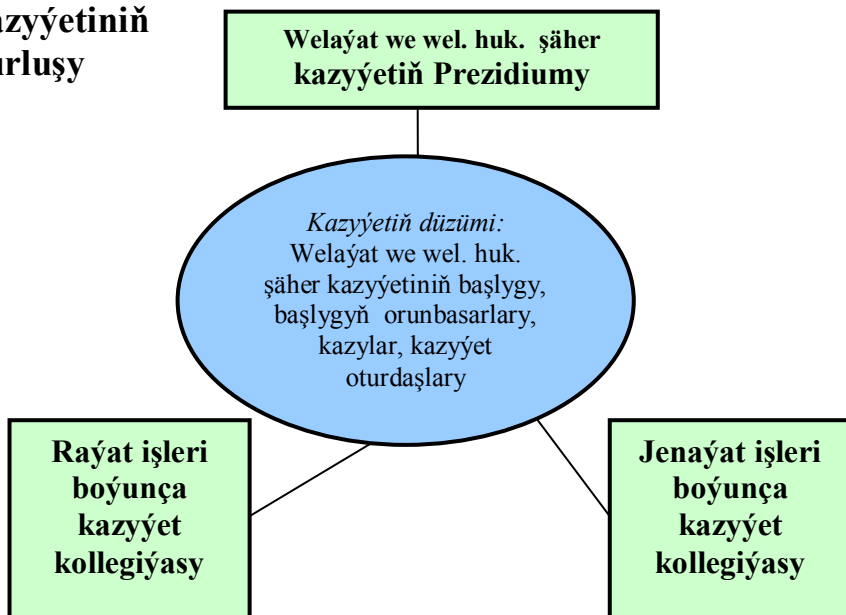 Welaýat we wel. huk. şäher
kazyýetiň Prezidiumy
Kazyýetiň düzümi:
Welaýat we wel. huk.
şäher kazyýetiniň başlygy,
başlygyň orunbasarlary,
kazylar, kazyýet
oturdaşlary
Raýat işleri
boýunça
kazyýet
kollegiýasy
Jenaýat işleri
boýunça
kazyýet
kollegiýasy